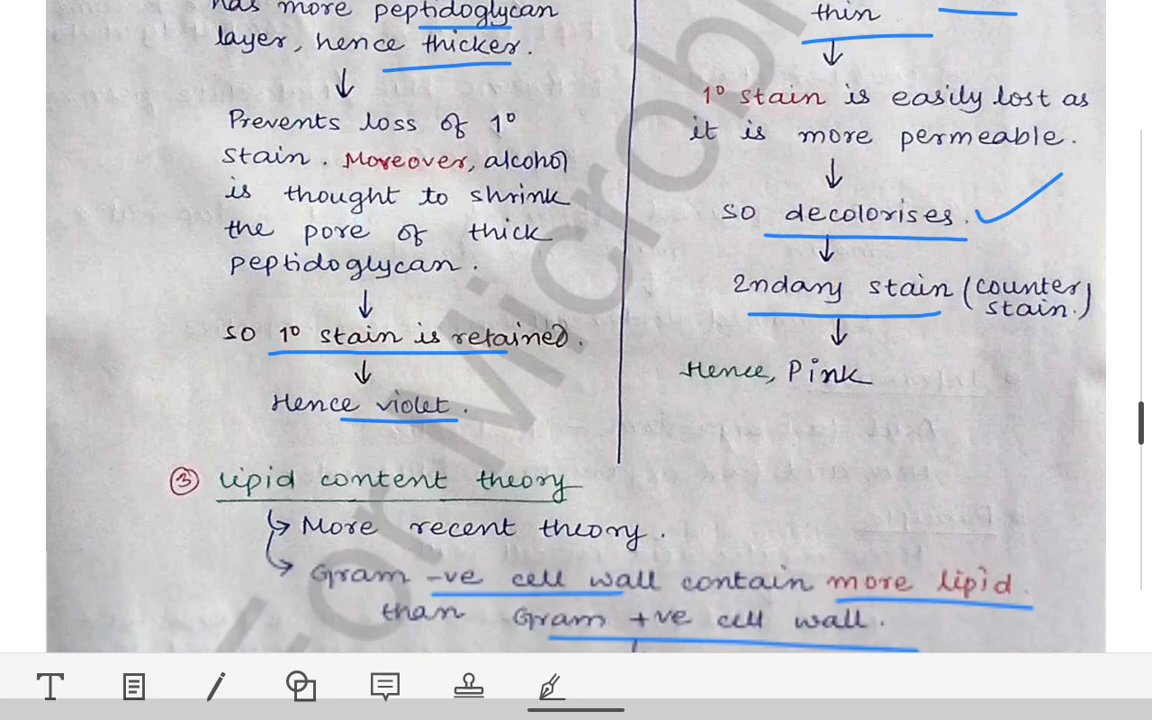 has more peptidoglycan
layer, hence thicker.
Prevents loss of 1°
stain. Moreover, alcohol
is thought to shrink
the pore of thick
peptidoglycan.
so 1° stain is retained.
Hence violet.
thin
1° stain is easily lost as
it is more permeable.
so decolorises.
2ndary stain (counter
stain.)
Hence, Pink
③ Lipid content theory
More recent theory.
Gram -ve cell wall contain more lipid
than Gram +ve cell wall.
For Microbi
T